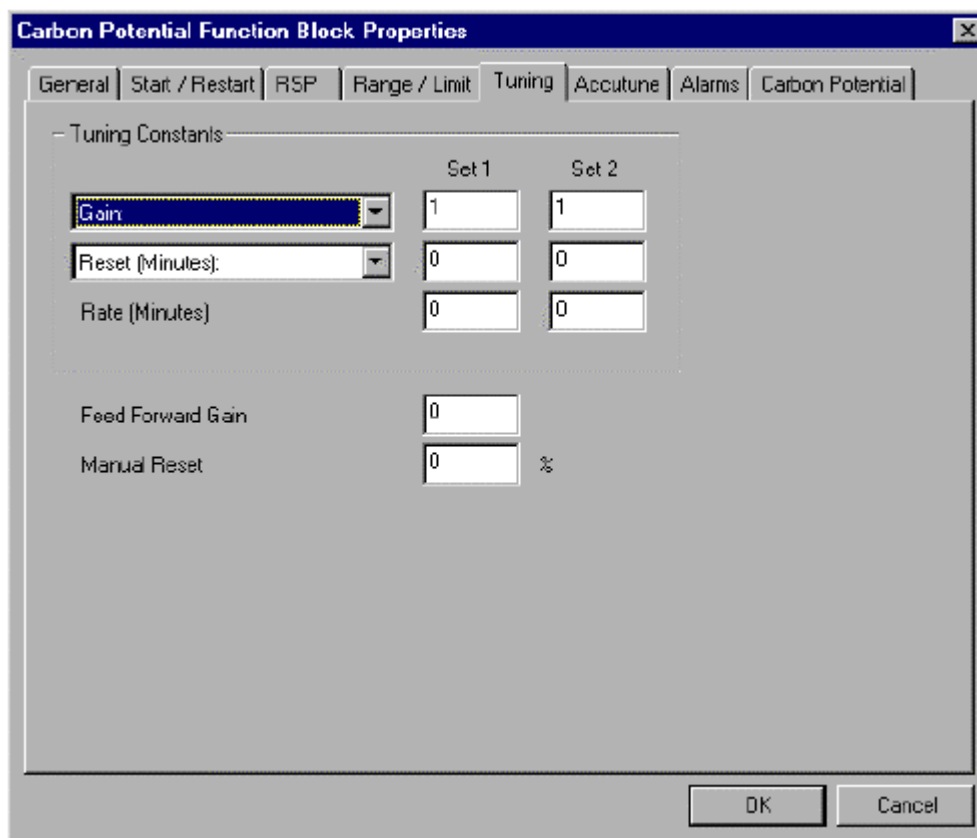 Carbon Potential Function Block Properties
General Start / Restart RSP Range / Limit Tuning Accutune Alarms Carbon Potential
Tuning Constants
Set 1 Set 2
Gain: 1 1
Reset (Minutes): 0 0
Rate (Minutes) 0 0
Feed Forward Gain 0
Manual Reset 0 %
OK Cancel